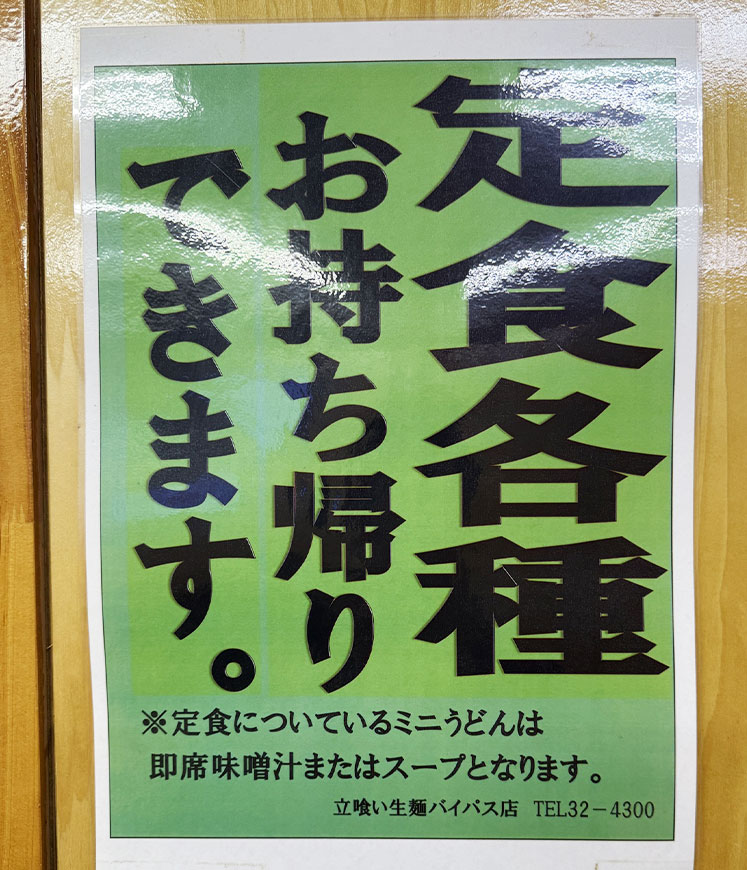 定食各種
お持ち帰り
できます。
※定食についているミニうどんは
即席味噌汁またはスープとなります。
立喰い生麺バイパス店 TEL32－4300